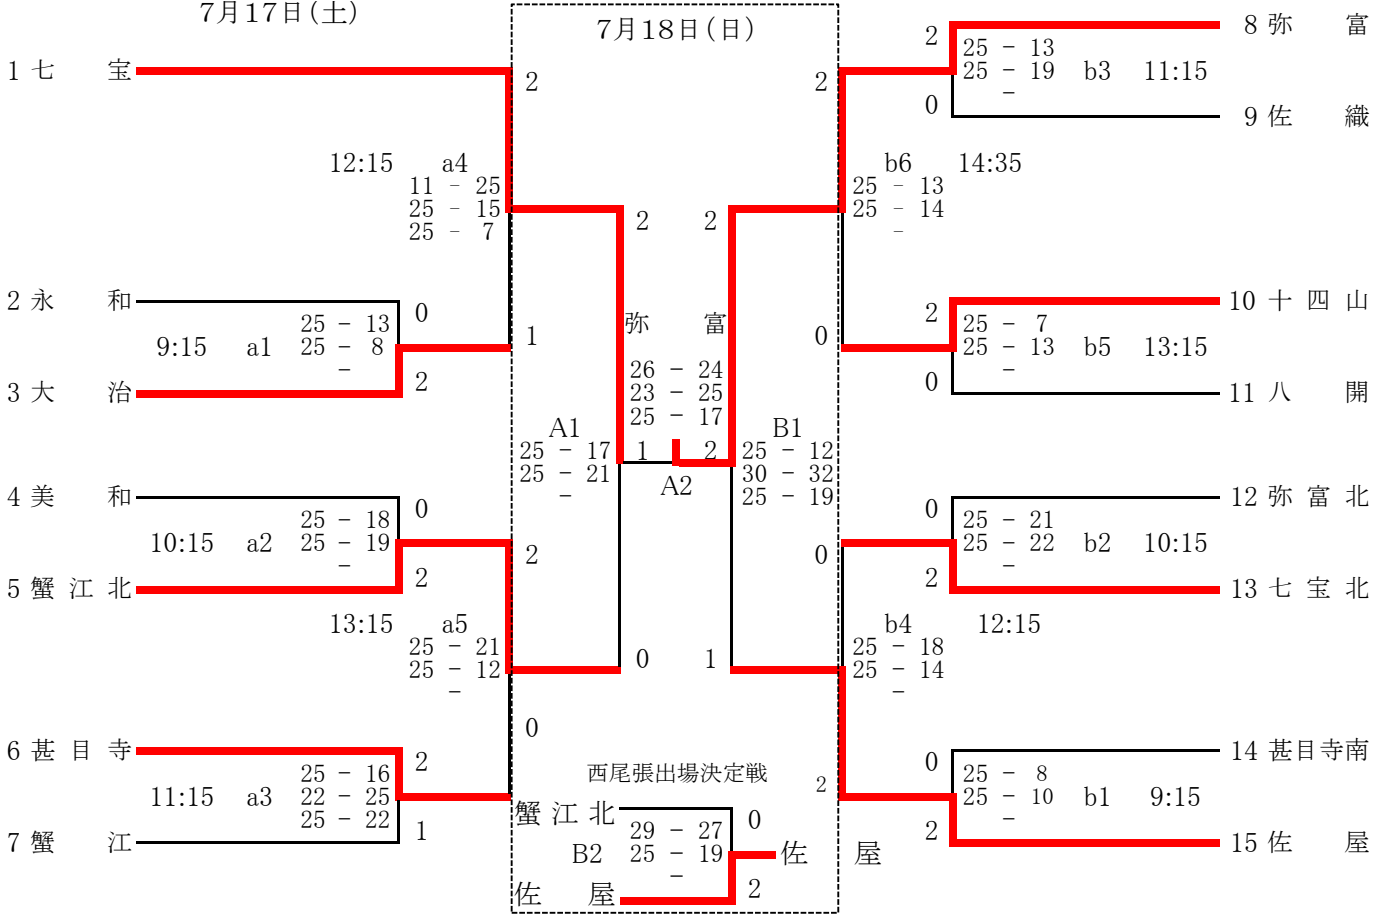 7月17日(土)
7月18日(日)
1 七 宝
2
12:15 a4
11 - 25
25 - 15
25 - 7
2 永 和
0
25 - 13
9:15 a1 25 - 8
-
3 大 治
2
1
4 美 和
0
25 - 18
10:15 a2 25 - 19
-
5 蟹 江 北
2
2
13:15 a5
25 - 21
25 - 12
-
0
6 甚 目 寺
2
25 - 16
11:15 a3 22 - 25
25 - 22
7 蟹 江
1
2
2
弥 富
26 - 24
23 - 25
25 - 17
1
2
A2
A1
25 - 17
25 - 21
-
B1
25 - 12
30 - 32
25 - 19
0
1
西尾張出場決定戦
蟹 江 北
0
29 - 27
B2 25 - 19
-
佐 屋
佐 屋
2
8 弥 富
2
25 - 13
25 - 19 b3 11:15
-
0
9 佐 織
2
b6 14:35
25 - 13
25 - 14
-
0
10 十 四 山
2
25 - 7
25 - 13 b5 13:15
-
0
11 八 開
12 弥 富 北
0
25 - 21
25 - 22 b2 10:15
-
2
13 七 宝 北
0
b4 12:15
25 - 18
25 - 14
-
2
14 甚目寺南
0
25 - 8
25 - 10 b1 9:15
-
2
15 佐 屋